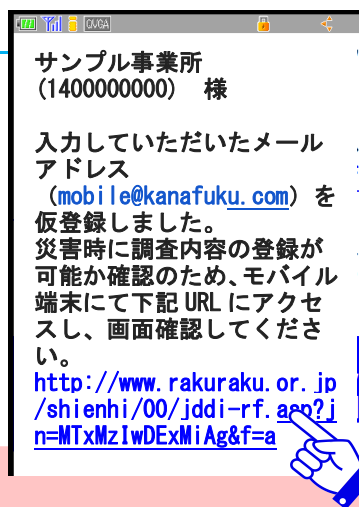 QVGA
サンプル事業所
(1400000000) 様
入力していただいたメール
アドレス
(mobile@kanafuku.com) を
仮登録しました。
災害時に調査内容の登録が
可能か確認のため、モバイル
端末にて下記 URL にアクセ
スし、画面確認してくださ
い。
http://www.rakuraku.or.jp
/shienhi/00/jddi-rf.asp?j
n=MTxMzIwDExMiAg&f=a